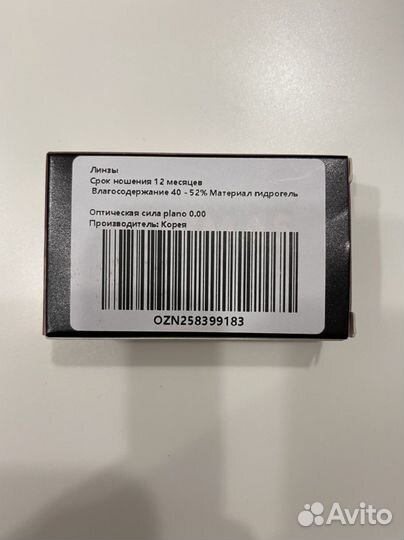 Линзы
Срок ношения 12 месяцев
Влагосодержание 40 - 52% Материал гидрогель
Оптическая сила plano 0.00
Производитель: Корея
OZN258399183
Avito